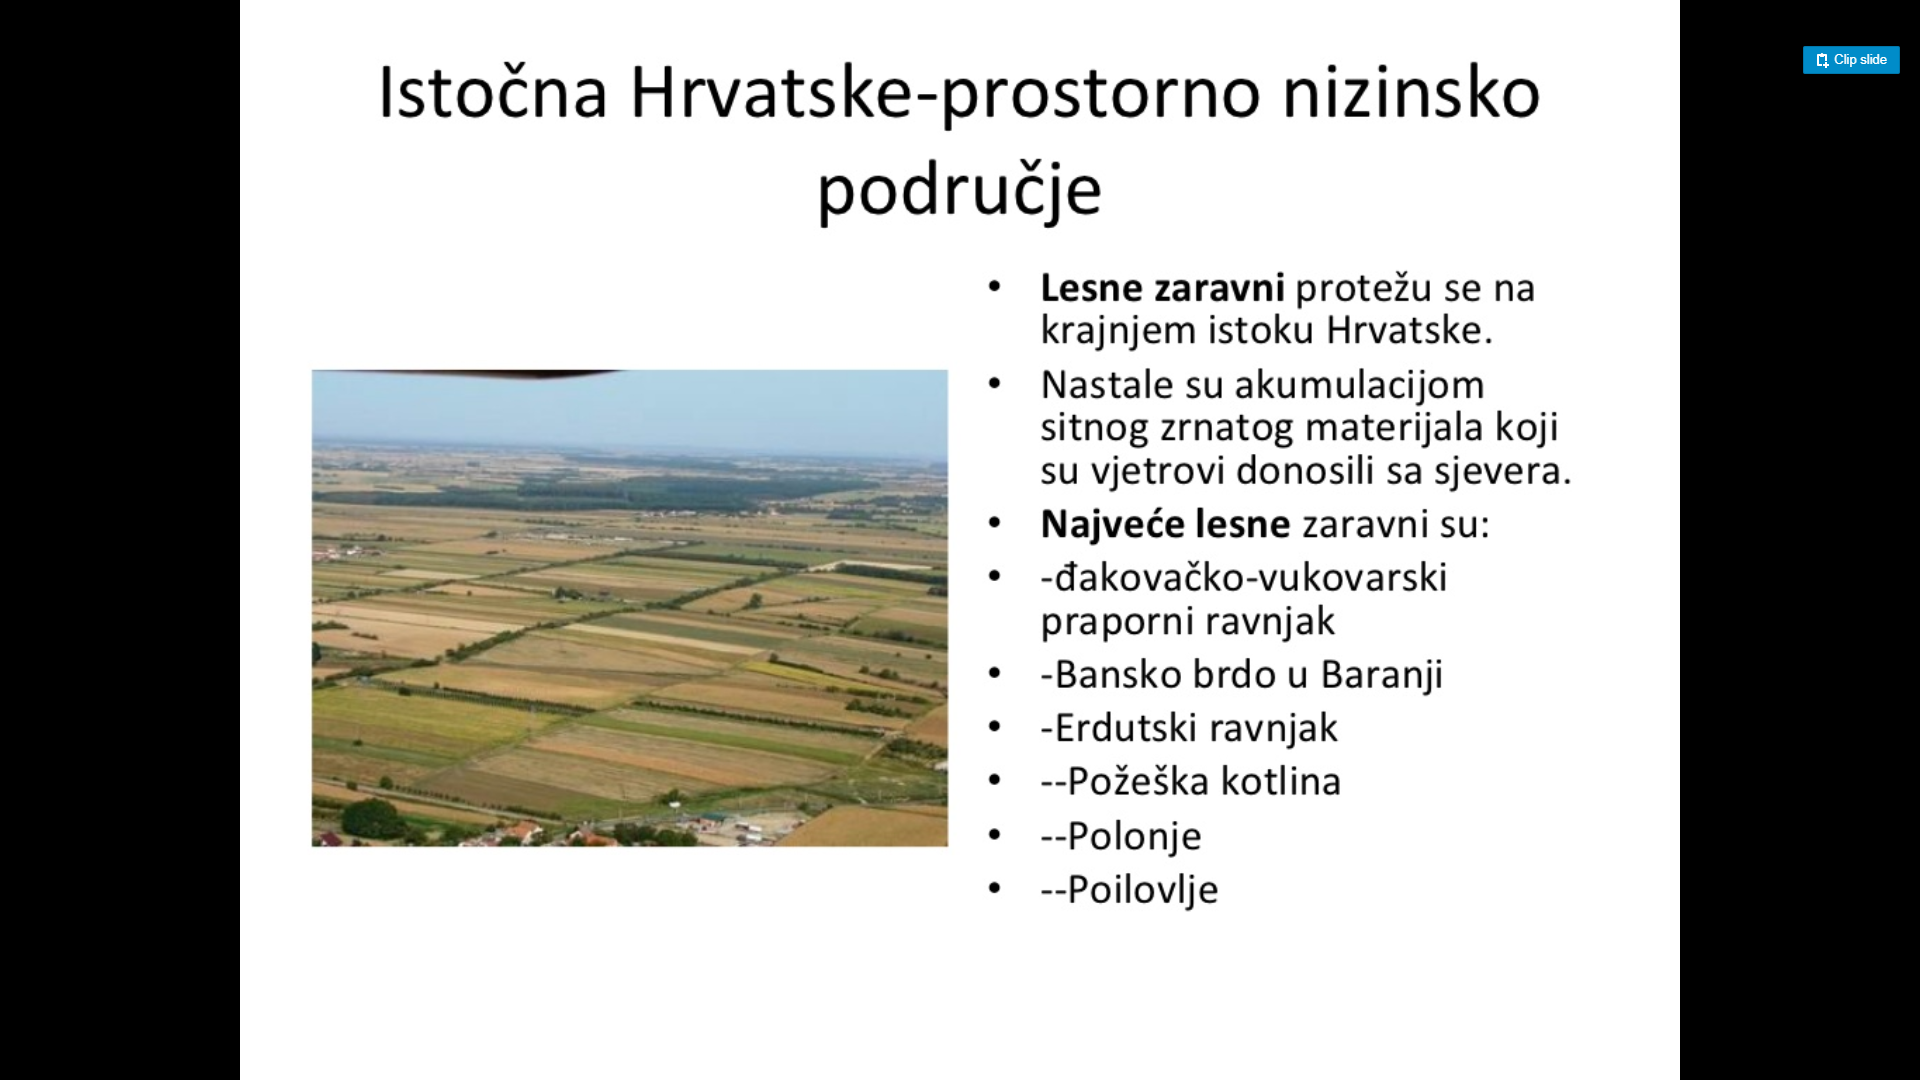 Istočna Hrvatske-prostorno nizinsko
područje
Clip slide
• Lesne zaravni protežu se na
krajnjem istoku Hrvatske.
• Nastale su akumulacijom
sitnog zrnatog materijala koji
su vjetrovi donosili sa sjevera.
• Najveće lesne zaravni su:
• -đakovačko-vukovarski
praporni ravnjak
• -Bansko brdo u Baranji
• -Erdutski ravnjak
• --Požeška kotlina
• --Polonje
• --Poilovlje